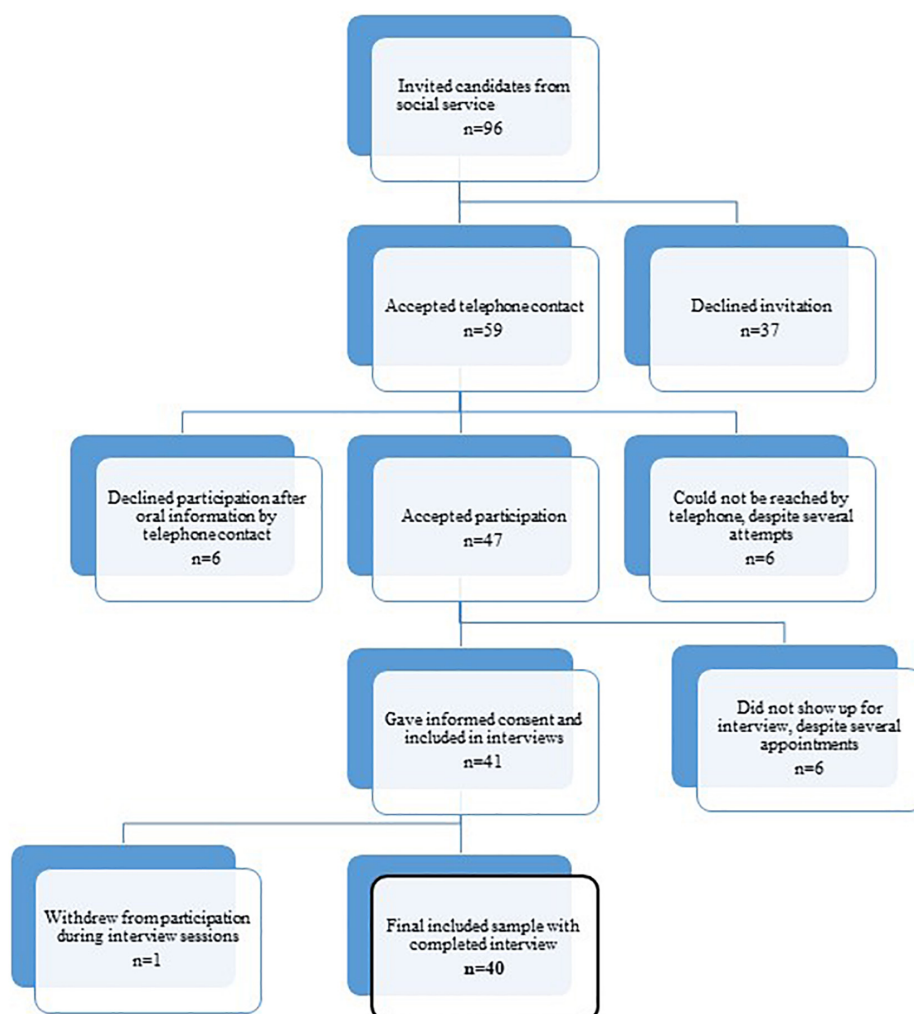 Invited candidates from
social service
n=96
Accepted telephone contact
n=59
Declined invitation
n=37
Declined participation after
oral information by
telephone contact
n=6
Accepted participation
n=47
Could not be reached by
telephone, despite several
attempts
n=6
Gave informed consent and
included in interviews
n=41
Did not show up for
interview, despite several
appointments
n=6
Withdrew from participation
during interview sessions
n=1
Final included sample with
completed interview
n=40